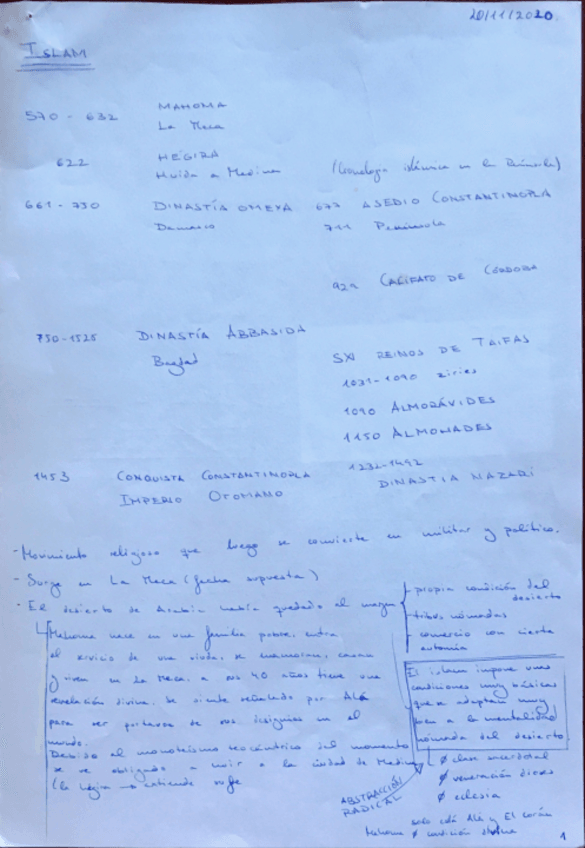 20/11/2020
ISLAM
570 - 632 MAHOMA
La Meca
622 HÉGIRA
Huida a Medina (Cronología islámica en la Península)
661 - 750 DINASTÍA OMEYA 677 ASEDIO CONSTANTINOPLA
Damasco 711 Península
929 CALIFATO DE CÓRDOBA
750-1525 DINASTÍA ABBASIDA
Bagdad
SXI REINOS DE TAIFAS
1031-1090 ziríes
1090 ALMORÁVIDES
1150 ALMOHADES
1232-1492
DINASTIA NAZARÍ
1453 CONQUISTA CONSTANTINOPLA
IMPERIO OTOMANO
- Movimiento religioso que luego se convierte en militar y político.
- Surge en La Meca (fecha supuesta)
- El desierto de Arabia había quedado al margen
propia condición del desierto
tribus nómadas
comercio con cierta
autonomía
Mahoma nace en una familia pobre, entra
al servicio de una viuda, se enamoran, casan
y viven en La Meca, a sus 40 años tiene una
revelación divina. Se siente señalado por Alá
para ser portavoz de sus designios en el
mundo.
Debido al monoteísmo teocéntrico del momento
se ve obligado a huir a la ciudad de Medina
El islam impone unas
condiciones muy básicas
que se adaptan muy
bien a la mentalidad
nómada del desierto
ABSTRACCIÓN
RADICAL
Ø clase sacerdotal
Ø veneración dioses
Ø ecclesia
solo está Alá y El Corán
Mahoma Ø condición divina
1